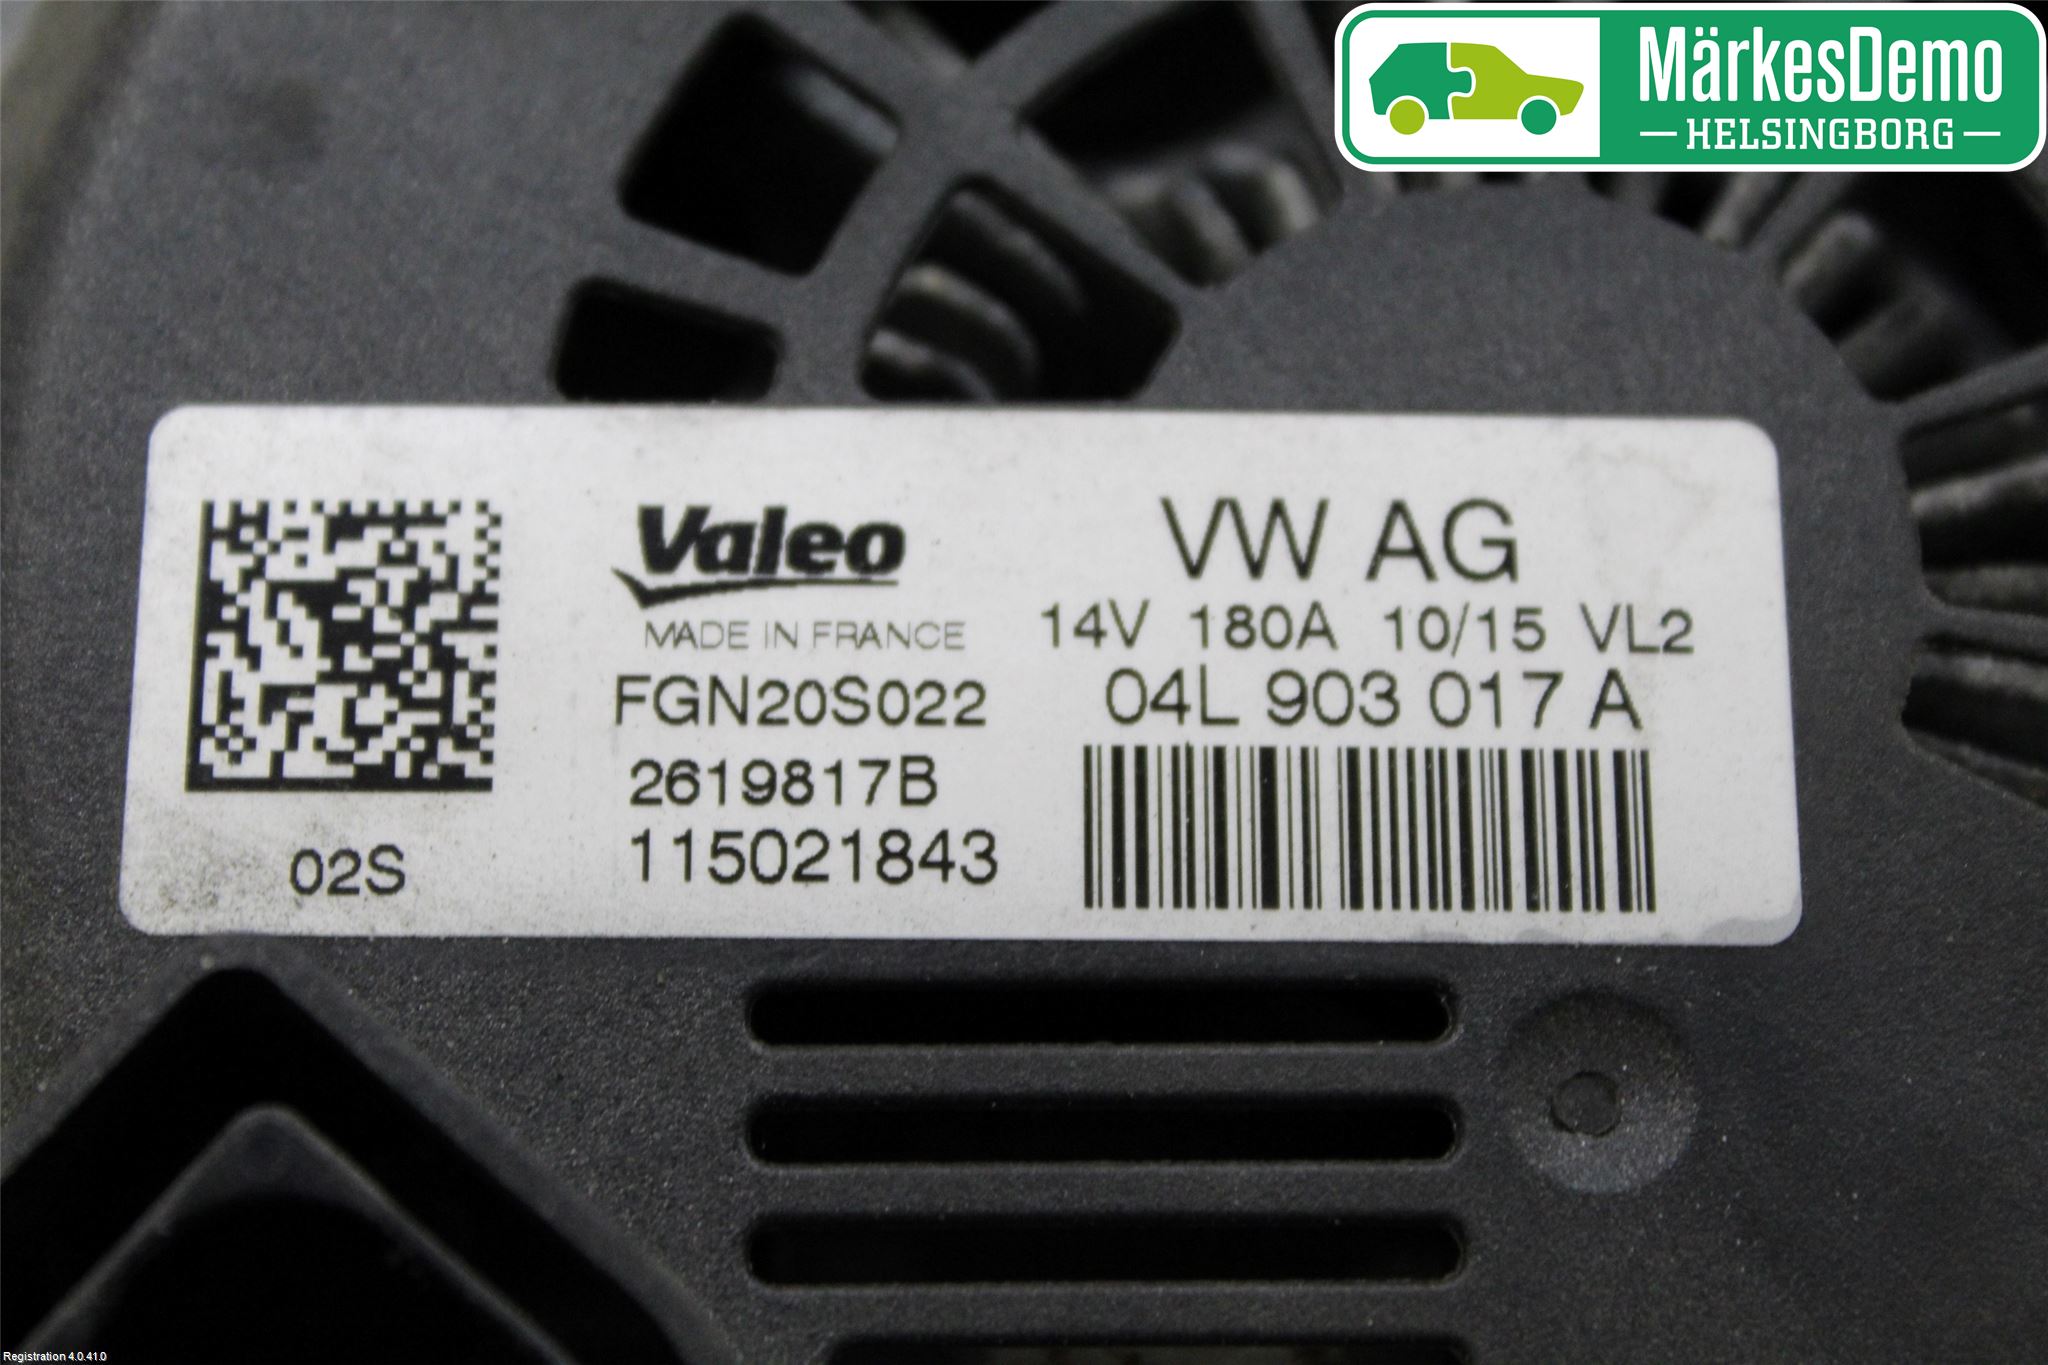 MärkesDemo
HELSINGBORG
Valeo
MADE IN FRANCE
FGN20S022
2619817B
115021843
02S
VW AG
14V 180A 10/15 VL2
04L 903 017 A
Registration 4.0.41.0